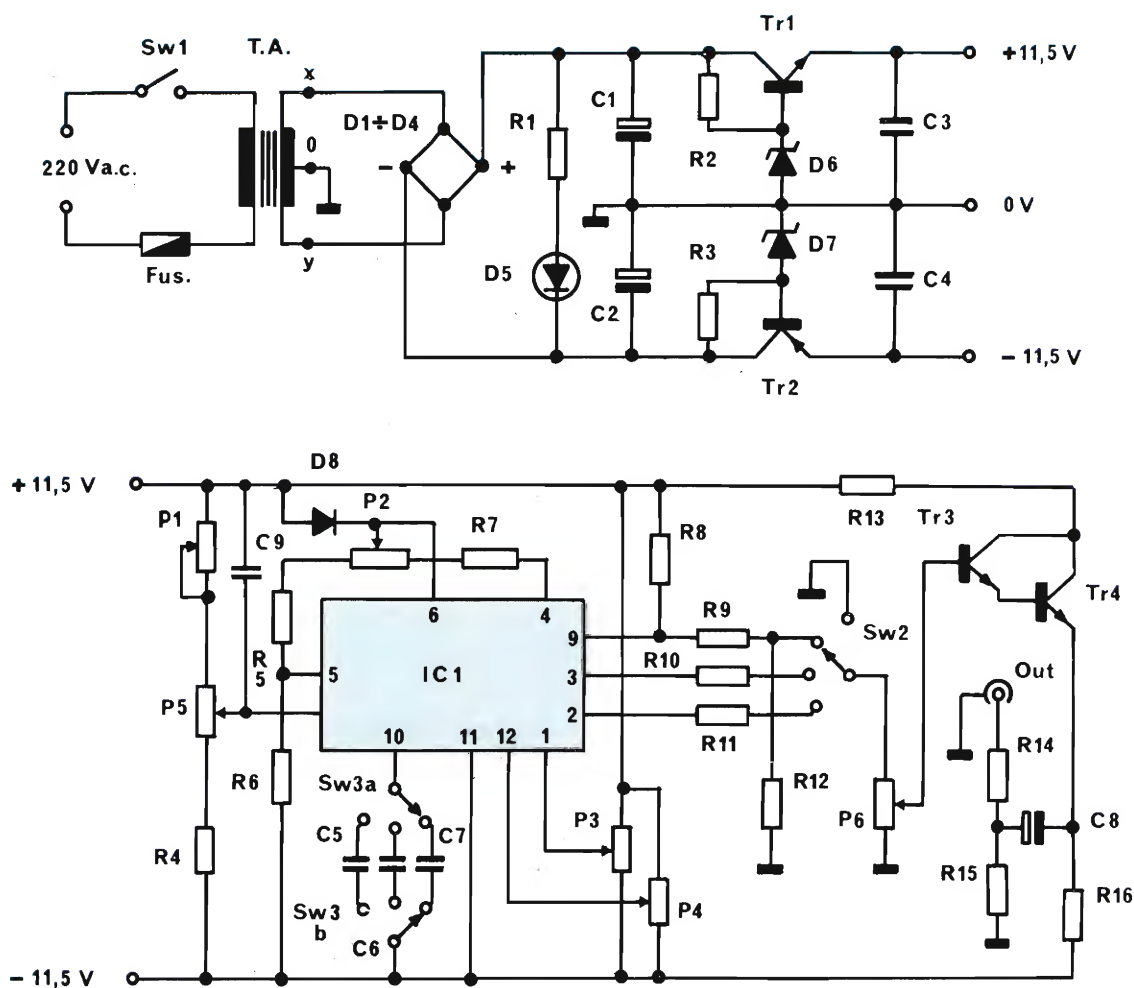 Tr1
Sw1
T.A.
+11,5 V
x
D1÷D4
R1
C1
C3
0
R2
D6
220 Va.c.
-
+
0 V
R3
D7
y
D5
C2
C4
Fus.
- 11,5 V
Tr2
D8
+ 11,5 V
P2
P1
R7
R13
Tr3
C9
R8
6
4
R9
Tr4
9
Sw2
R
5
5
IC1
R10
3
Out
P5
2
10
11
12
1
R11
R14
R6
Sw3a
R12
P6
C8
C5
C7
P3
R4
R15
Sw3
b
C6
P4
R16
- 11,5 V